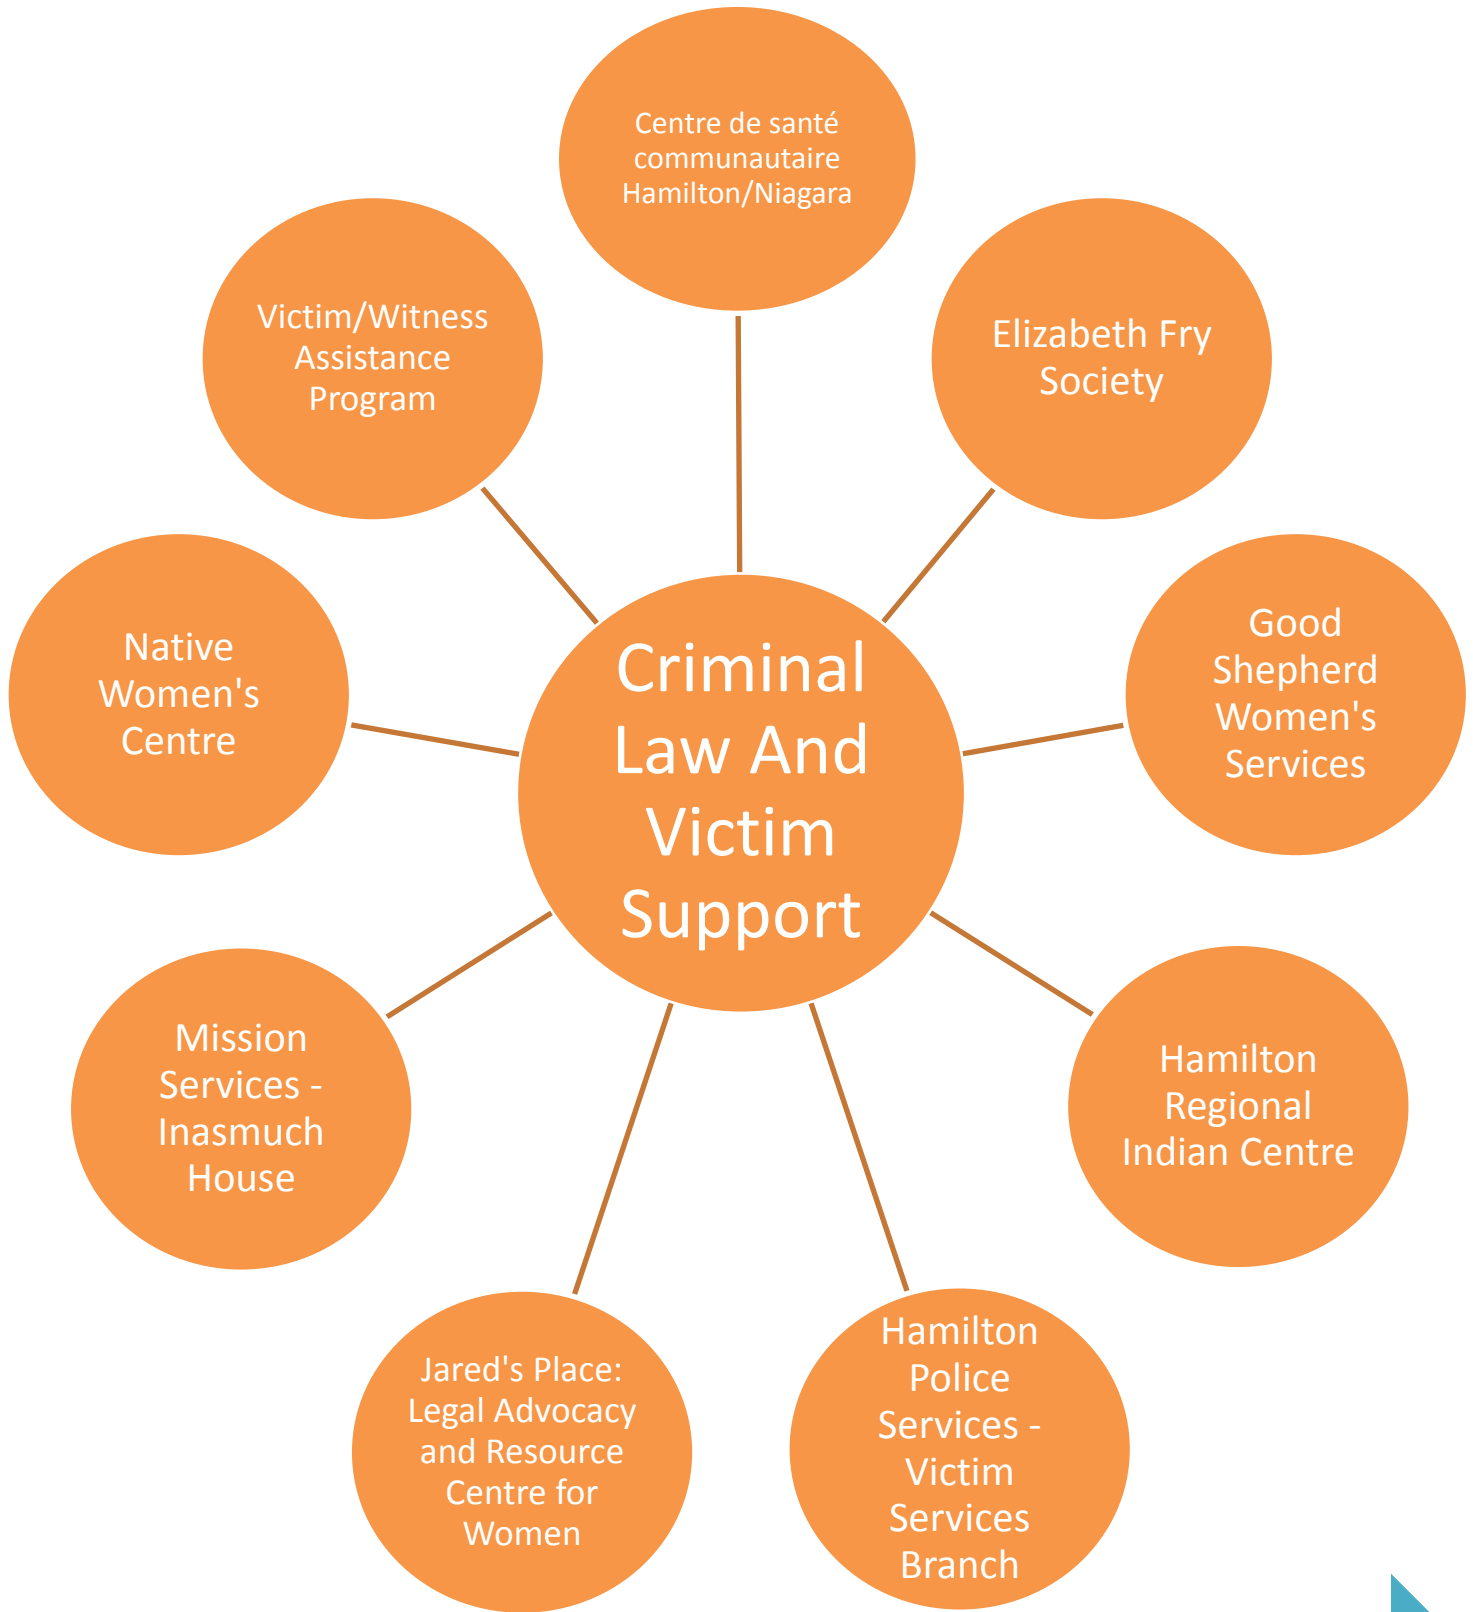 Centre de santé
communautaire
Hamilton/Niagara
Elizabeth Fry
Society
Good
Shepherd
Women's
Services
Hamilton
Regional
Indian Centre
Hamilton
Police
Services -
Victim
Services
Branch
Jared's Place:
Legal Advocacy
and Resource
Centre for
Women
Mission
Services -
Inasmuch
House
Native
Women's
Centre
Victim/Witness
Assistance
Program
Criminal
Law And
Victim
Support